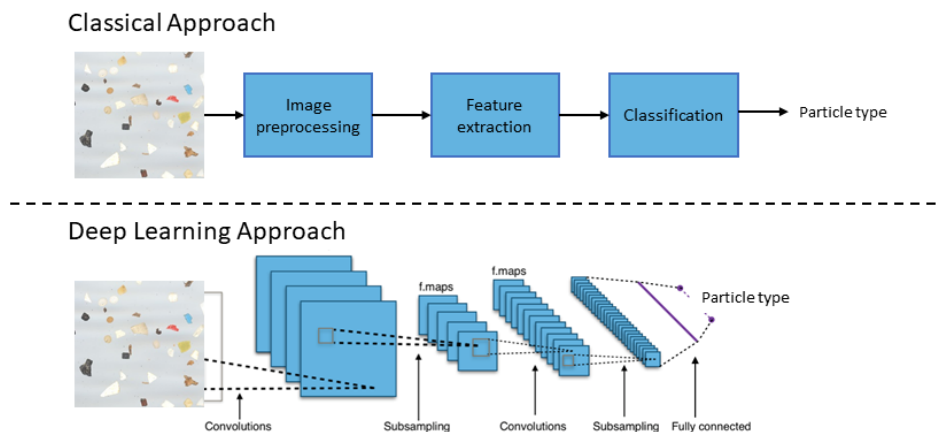 Classical Approach
Image
preprocessing
Feature
extraction
Classification
Particle type
Deep Learning Approach
f.maps
f.maps
Particle type
Convolutions
Subsampling
Convolutions
Subsampling
Fully connected